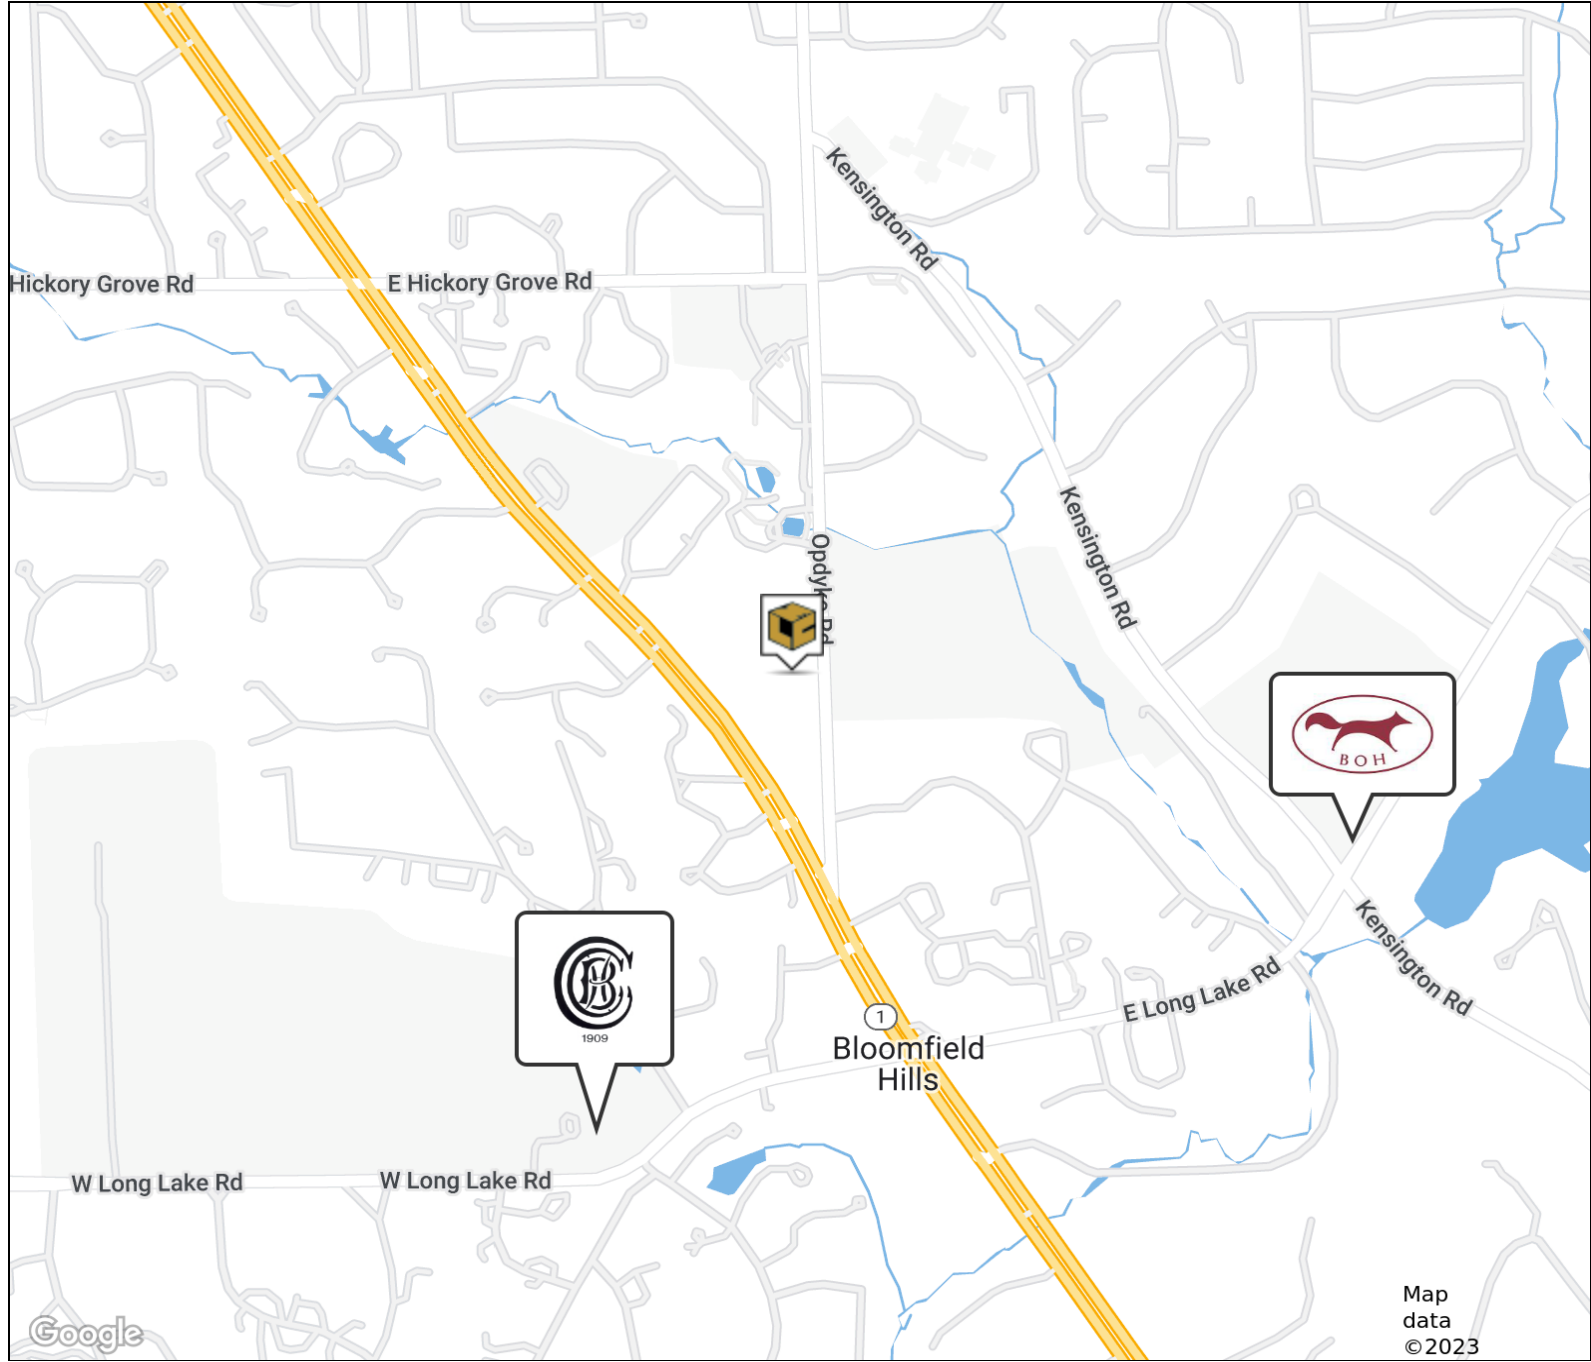 Kensington Rd
Hickory Grove Rd
E Hickory Grove Rd
Kensington Rd
Opdyke Rd
BOH
Kensington Rd
E Long Lake Rd
1909
1
Bloomfield
Hills
W Long Lake Rd
W Long Lake Rd
Google
Map
data
©2023